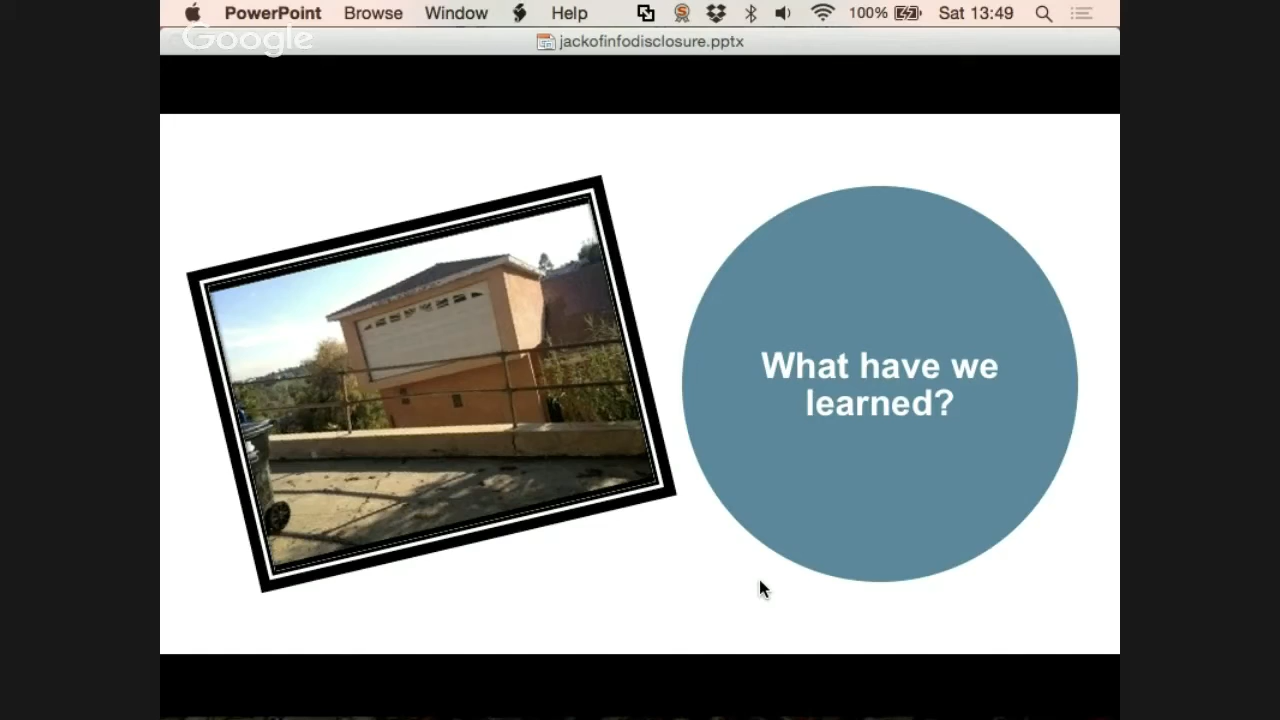 PowerPoint Browse Window Help 100% Sat 13:49
Google
jackofinfodisclosure.pptx
What have we
learned?